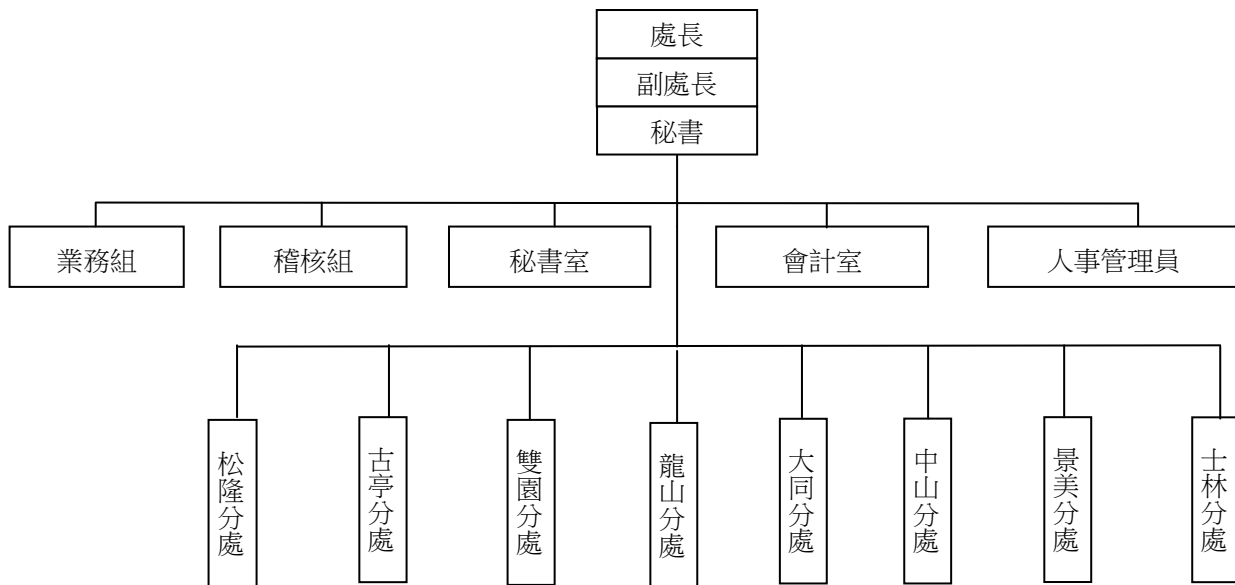 處長
副處長
秘書
業務組
稽核組
秘書室
會計室
人事管理員
松隆分處
古亭分處
雙園分處
龍山分處
大同分處
中山分處
景美分處
士林分處